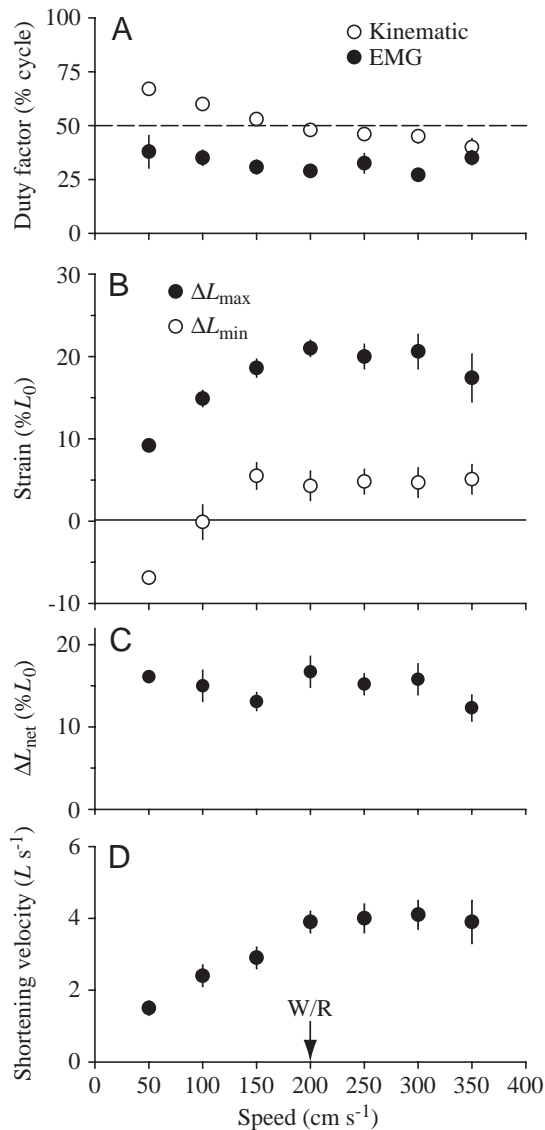 A
Kinematic
EMG
Duty factor (% cycle)
100
75
50
25
0
B
ΔLmax
ΔLmin
Strain (%L0)
30
20
10
0
-10
C
ΔLnet (%L0)
20
10
0
D
Shortening velocity (L s-1)
6
4
2
0
W/R
0 50 100 150 200 250 300 350 400
Speed (cm s-1)